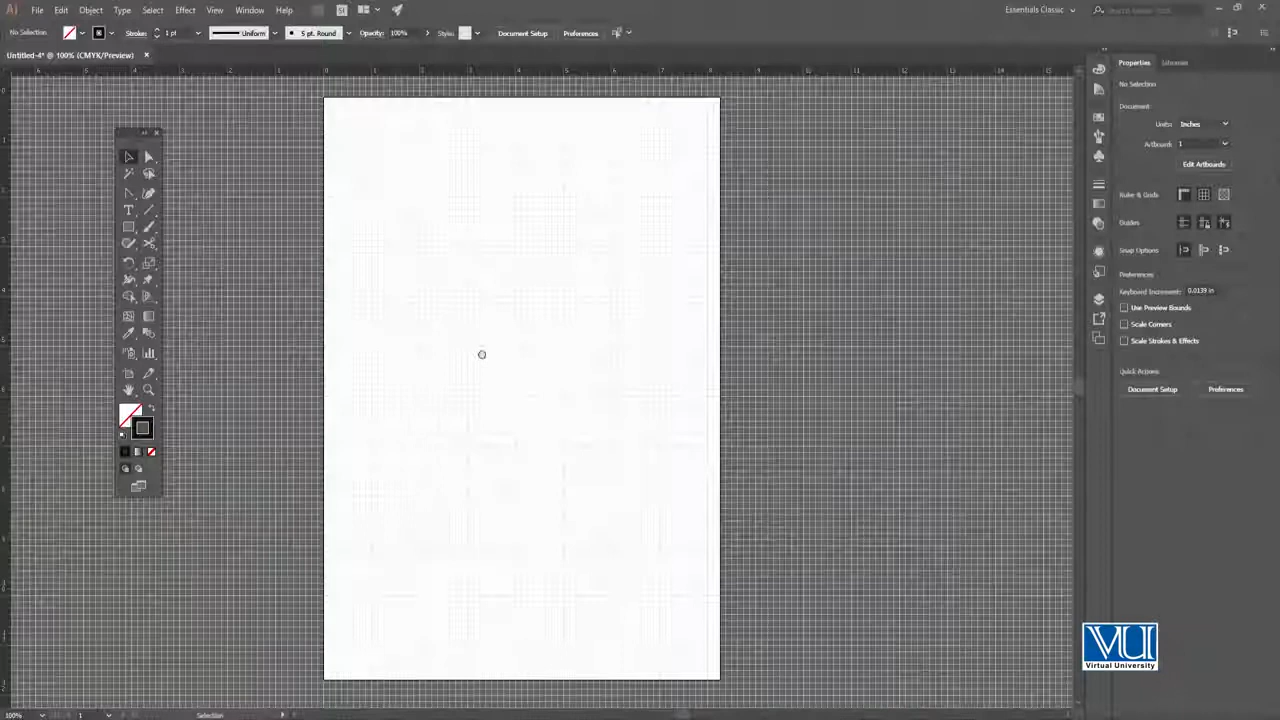 Ai File Edit Object Type Select Effect View Window Help St Essentials Classic
No Selection Stroke: 1 pt Uniform 5 pt. Round Opacity: 100% Style: Document Setup Preferences
Untitled-4* @ 100% (CMYK/Preview)
Properties Libraries
No Selection
Document
Units: Inches
Artboard: 1
Edit Artboards
Ruler & Grids
Guides
Snap Options
Preferences
Keyboard Increment: 0.0139 in
Use Preview Bounds
Scale Corners
Scale Strokes & Effects
Quick Actions
Document Setup Preferences
VU
Virtual University
100% 1 Selection